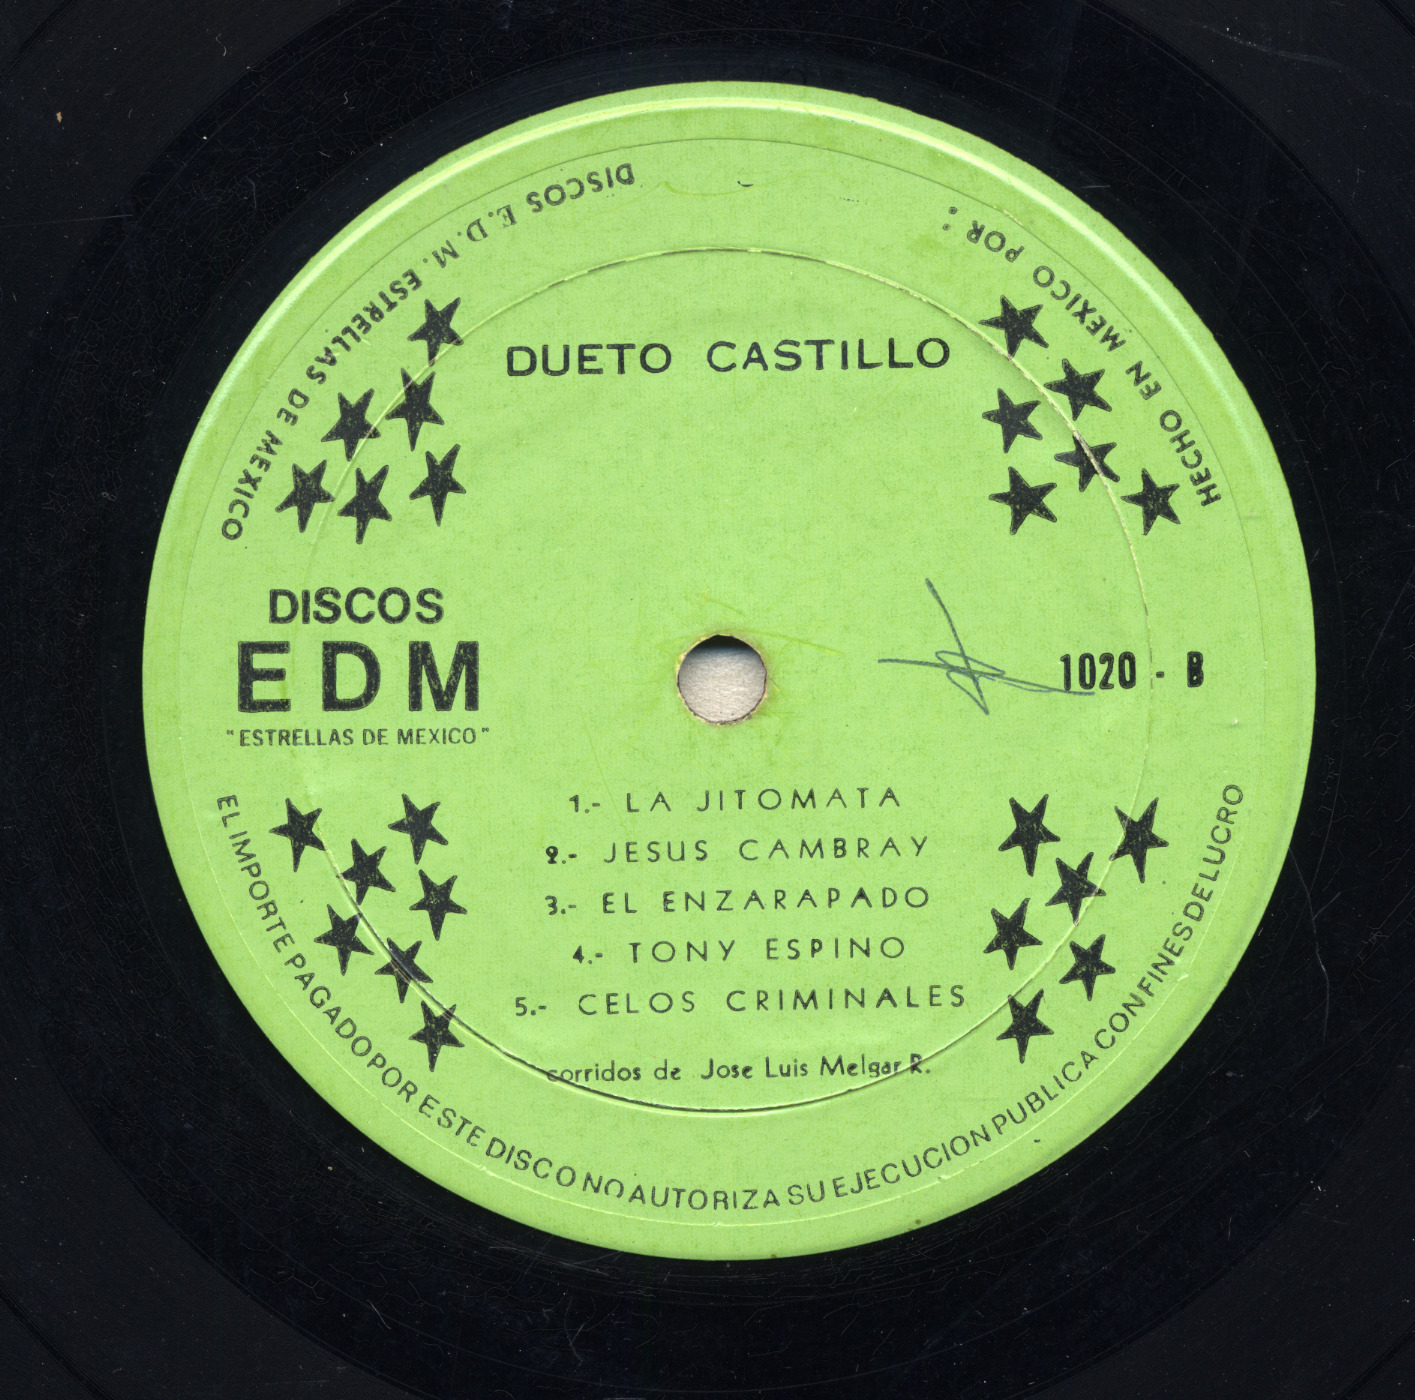 HECHO EN MEXICO POR :
DISCOS E.D.M. ESTRELLAS DE MEXICO
DUETO CASTILLO
DISCOS
EDM
"ESTRELLAS DE MEXICO"
1020 - B
1.- LA JITOMATA
2.- JESUS CAMBRAY
3.- EL ENZARAPADO
4.- TONY ESPINO
5.- CELOS CRIMINALES
corridos de Jose Luis Melgar R.
EL IMPORTE PAGADO POR ESTE DISCO NO AUTORIZA SU EJECUCION PUBLICA CON FINES DE LUCRO